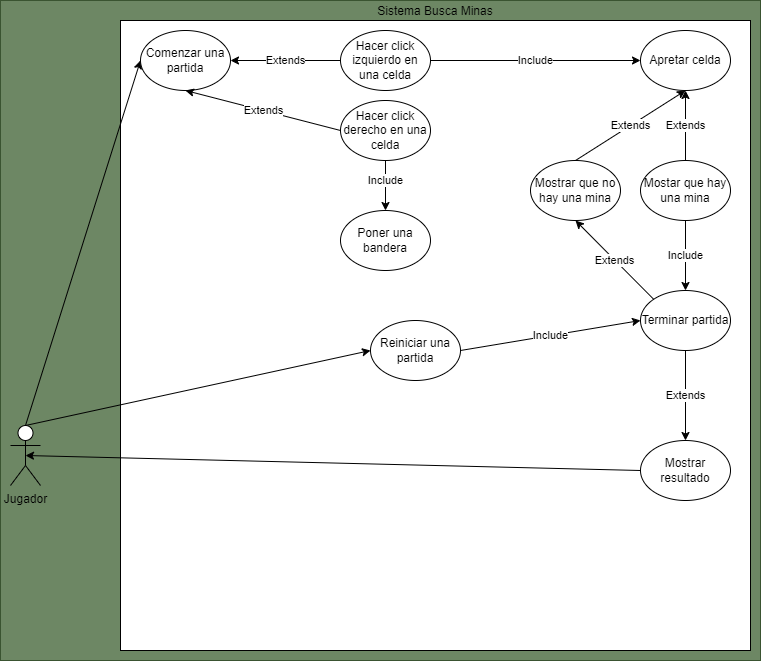 Sistema Busca Minas
Comenzar una
partida
Extends
Hacer click
izquierdo en
una celda
Include
Apretar celda
Extends
Hacer click
derecho en una
celda
Extends
Extends
Include
Mostrar que no
hay una mina
Mostar que hay
una mina
Poner una
bandera
Extends
Include
Terminar partida
Include
Reiniciar una
partida
Extends
Mostrar
resultado
Jugador